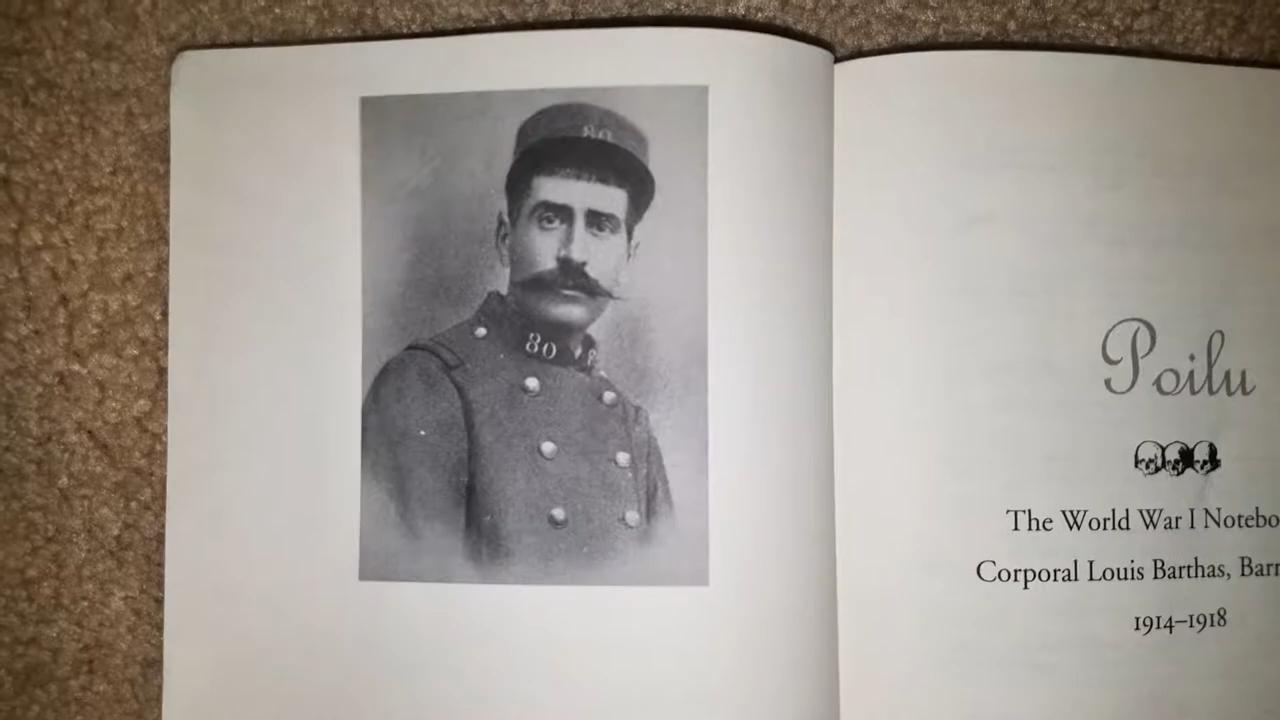 80
80
Poilu
The World War I Notebo
Corporal Louis Barthas, Barr
1914–1918